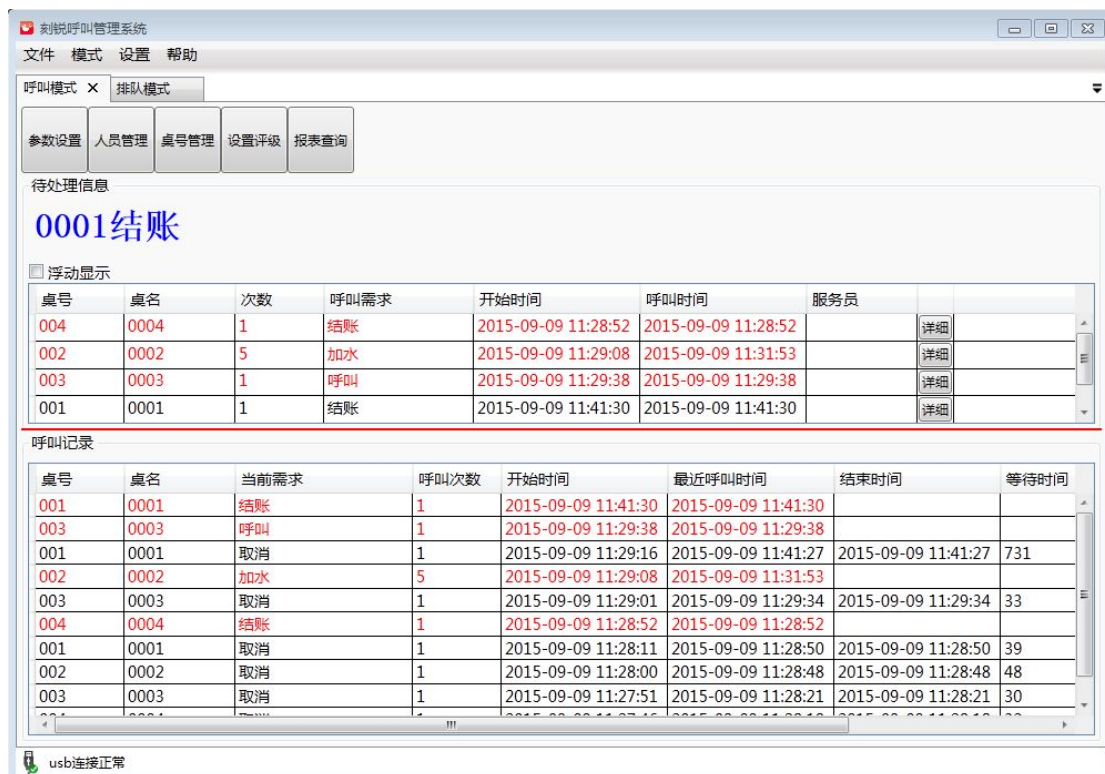 刻锐呼叫管理系统
文件 模式 设置 帮助
呼叫模式 排队模式
参数设置 人员管理 桌号管理 设置评级 报表查询
待处理信息
0001结账
浮动显示
桌号 桌名 次数 呼叫需求 开始时间 呼叫时间 服务员
004 0004 1 结账 2015-09-09 11:28:52 2015-09-09 11:28:52 详细
002 0002 5 加水 2015-09-09 11:29:08 2015-09-09 11:31:53 详细
003 0003 1 呼叫 2015-09-09 11:29:38 2015-09-09 11:29:38 详细
001 0001 1 结账 2015-09-09 11:41:30 2015-09-09 11:41:30 详细
呼叫记录
桌号 桌名 当前需求 呼叫次数 开始时间 最近呼叫时间 结束时间 等待时间
001 0001 结账 1 2015-09-09 11:41:30 2015-09-09 11:41:30
003 0003 呼叫 1 2015-09-09 11:29:38 2015-09-09 11:29:38
001 0001 取消 1 2015-09-09 11:29:16 2015-09-09 11:41:27 2015-09-09 11:41:27 731
002 0002 加水 5 2015-09-09 11:29:08 2015-09-09 11:31:53
003 0003 取消 1 2015-09-09 11:29:01 2015-09-09 11:29:34 2015-09-09 11:29:34 33
004 0004 结账 1 2015-09-09 11:28:52 2015-09-09 11:28:52
001 0001 取消 1 2015-09-09 11:28:11 2015-09-09 11:28:50 2015-09-09 11:28:50 39
002 0002 取消 1 2015-09-09 11:28:00 2015-09-09 11:28:48 2015-09-09 11:28:48 48
003 0003 取消 1 2015-09-09 11:27:51 2015-09-09 11:28:21 2015-09-09 11:28:21 30
usb连接正常